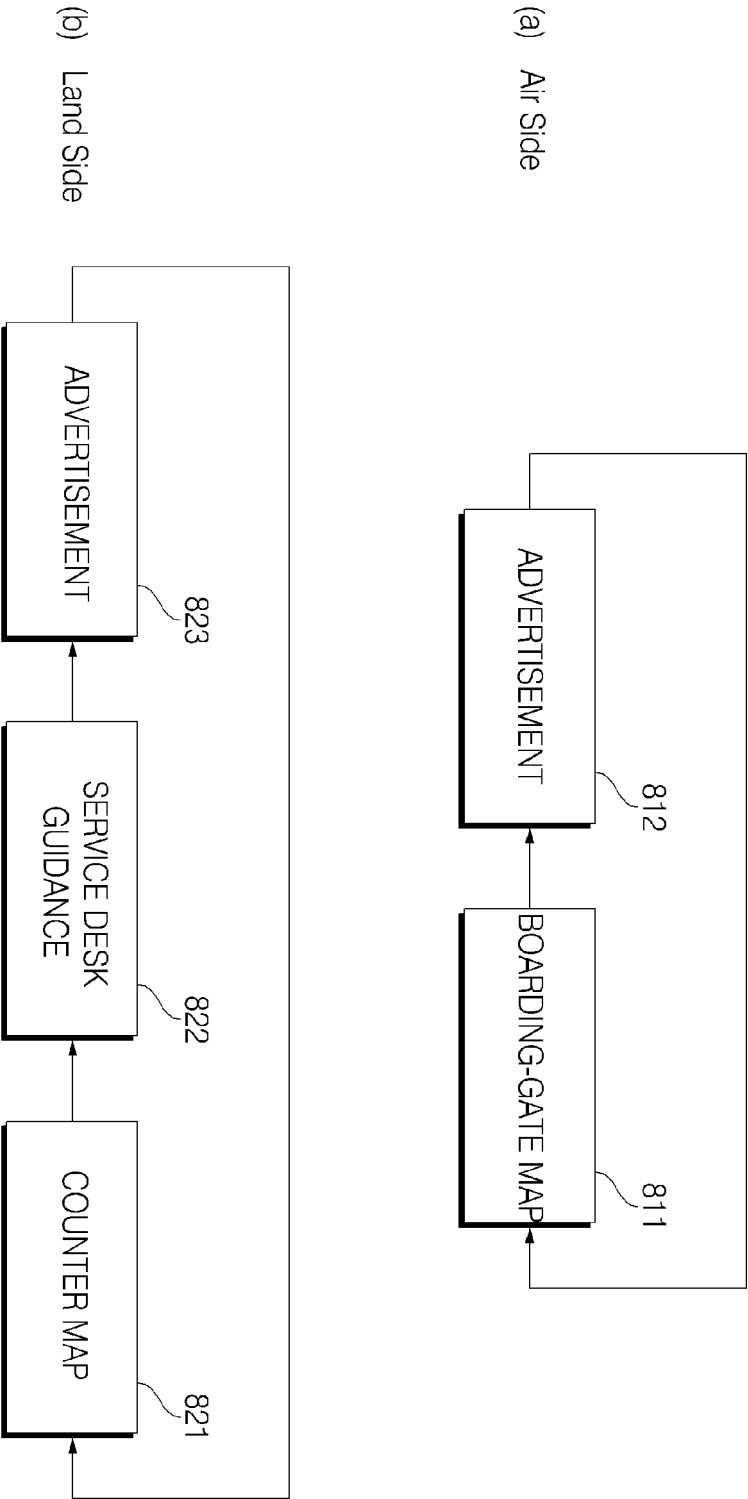 (a) Air Side
812
811
ADVERTISEMENT
BOARDING-GATE MAP
(b) Land Side
823
822
821
ADVERTISEMENT
SERVICE DESK
GUIDANCE
COUNTER MAP